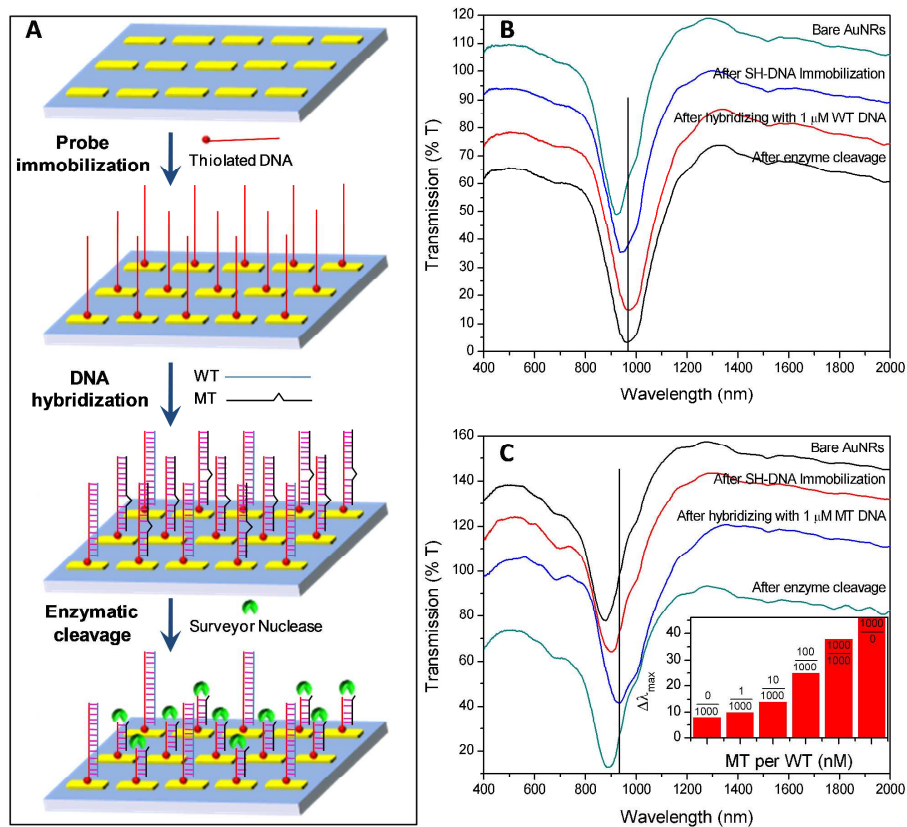 A
Probe
immobilization
Thiolated DNA
DNA
hybridization
WT
MT
Enzymatic
cleavage
Surveyor Nuclease
B
120
110
100
90
80
70
60
50
40
30
20
10
0
Transmission (% T)
Bare AuNRs
After SH-DNA Immobilization
After hybridizing with 1 μM WT DNA
After enzyme cleavage
400 600 800 1000 1200 1400 1600 1800 2000
Wavelength (nm)
C
160
140
120
100
80
60
40
20
Transmission (% T)
Bare AuNRs
After SH-DNA Immobilization
After hybridizing with 1 μM MT DNA
After enzyme cleavage
40
30
20
10
0
Δλmax
0/1000
1/1000
10/1000
100/1000
1000/1000
1000/0
MT per WT (nM)
400 600 800 1000 1200 1400 1600 1800 2000
Wavelength (nm)